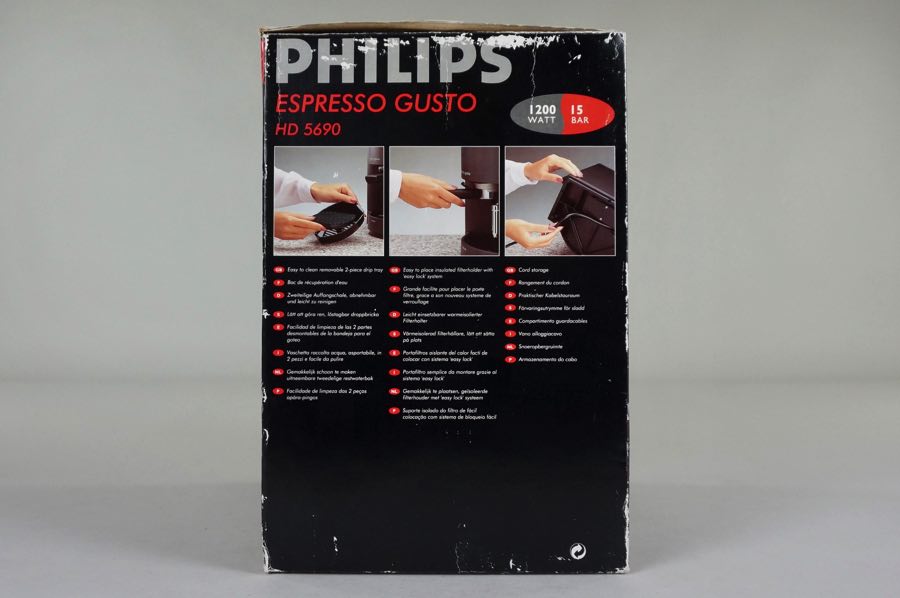 PHILIPS
ESPRESSO GUSTO
HD 5690
1200
WATT
15
BAR
GB Easy to clean removable 2-piece drip tray
F Bac de récupération d'eau
D Zweiteilige Auffangschale, abnehmbar
und leicht zu reinigen
S Lätt att göra ren, löstagbar droppbricka
E Facilidad de limpieza de las 2 partes
desmontables de la bandeja para el
goteo
I Vaschetta raccolta acqua, asportabile, in
2 pezzi e facile da pulire
NL Gemakkelijk schoon te maken
uitneembare tweedelige restwaterbak
P Facilidade de limpeza das 2 peças
apára-pingos
GB Easy to place insulated filterholder with
'easy lock' system
F Grande facilite pour placer le porte
filtre, grace a son nouveau systeme de
verrouillage
D Leicht einsetzbarer warmeisolierter
Filterhalter
S Värmeisolerad filterhållare, lätt att sätta
på plats
E Portafiltros aislante del calor facti de
colocar con sistema 'easy lock'
I Portafiltro semplice da montare grazie al
sistema 'easy lock'
NL Gemakkelijk te plaatsen, geïsoleerde
filterhouder met 'easy lock' systeem
P Suporte isolado do filtro de fácil
colocação com sistema de bloqueio fácil
GB Cord storage
F Rangement du cordon
D Praktischer Kabelstauraum
S Förvaringsutrymme för sladd
E Compartimento guardacables
I Vano alloggiacavo
NL Snoeropbergruimte
P Armazenamento do cabo